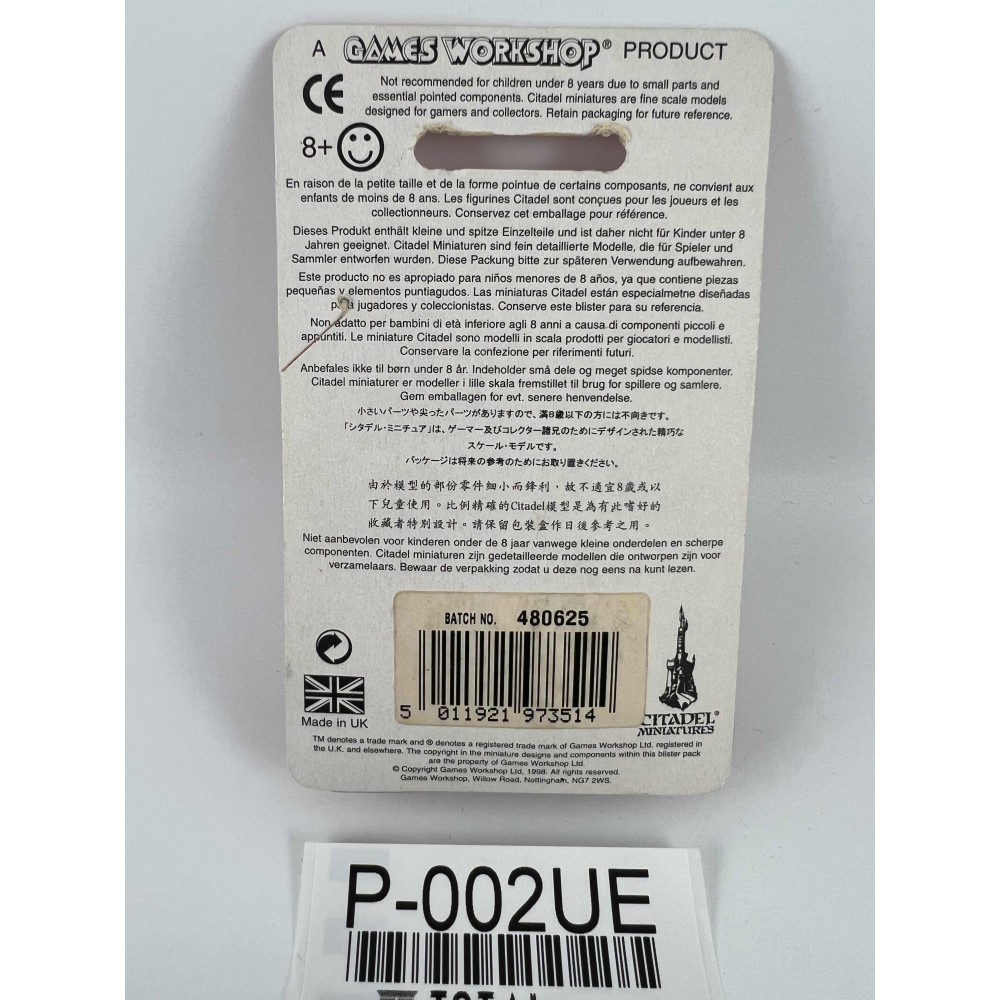 A GAMES WORKSHOP® PRODUCT
CE
Not recommended for children under 8 years due to small parts and
essential pointed components. Citadel miniatures are fine scale models
designed for gamers and collectors. Retain packaging for future reference.
8+
En raison de la petite taille et de la forme pointue de certains composants, ne convient aux
enfants de moins de 8 ans. Les figurines Citadel sont conçues pour les joueurs et les
collectionneurs. Conservez cet emballage pour référence.
Dieses Produkt enthält kleine und spitze Einzelteile und ist daher nicht für Kinder unter 8
Jahren geeignet. Citadel Miniaturen sind fein detaillierte Modelle, die für Spieler und
Sammler entworfen wurden. Diese Packung bitte zur späteren Verwendung aufbewahren.
Este producto no es apropiado para niños menores de 8 años, ya que contiene piezas
pequeñas y elementos puntiagudos. Las miniaturas Citadel están especialmetne diseñadas
para jugadores y coleccionistas. Conserve este blister para su referencia.
Non adatto per bambini di età inferiore agli 8 anni a causa di componenti piccoli e
appuntiti. Le miniature Citadel sono modelli in scala prodotti per giocatori e modellisti.
Conservare la confezione per riferimenti futuri.
Anbefales ikke til børn under 8 år. Indeholder små dele og meget spidse komponenter.
Citadel miniaturer er modeller i lille skala fremstillet til brug for spillere og samlere.
Gem emballagen for evt. senere henvendelse.
小さいパーツや尖ったパーツがありますので、満8歳以下の方には不向きです。
「シタデル・ミニチュア」は、ゲーマー及びコレクター諸兄のためにデザインされた精巧な
スケール・モデルです。
パッケージは将来の参考のためにお取り置きください。
由於模型的部份零件細小而鋒利，故不適宜8歲或以
下兒童使用。比例精確的Citadel模型是為有此嗜好的
收藏者特別設計。請保留包裝盒作日後參考之用。
Niet aanbevolen voor kinderen onder de 8 jaar vanwege kleine onderdelen en scherpe
componenten. Citadel miniaturen zijn gedetailleerde modellen die ontworpen zijn voor
verzamelaars. Bewaar de verpakking zodat u deze nog eens na kunt lezen.
BATCH NO. 480625
5 011921 973514
Made in UK
CITADEL®
MINIATURES
TM denotes a trade mark and ® denotes a registered trade mark of Games Workshop Ltd. registered in
the U.K. and elsewhere. The copyright in the miniature designs and components within this blister pack
are the property of Games Workshop Ltd.
© Copyright Games Workshop Ltd, 1998. All rights reserved.
Games Workshop, Willow Road, Nottingham, NG7 2WS.
P-002UE